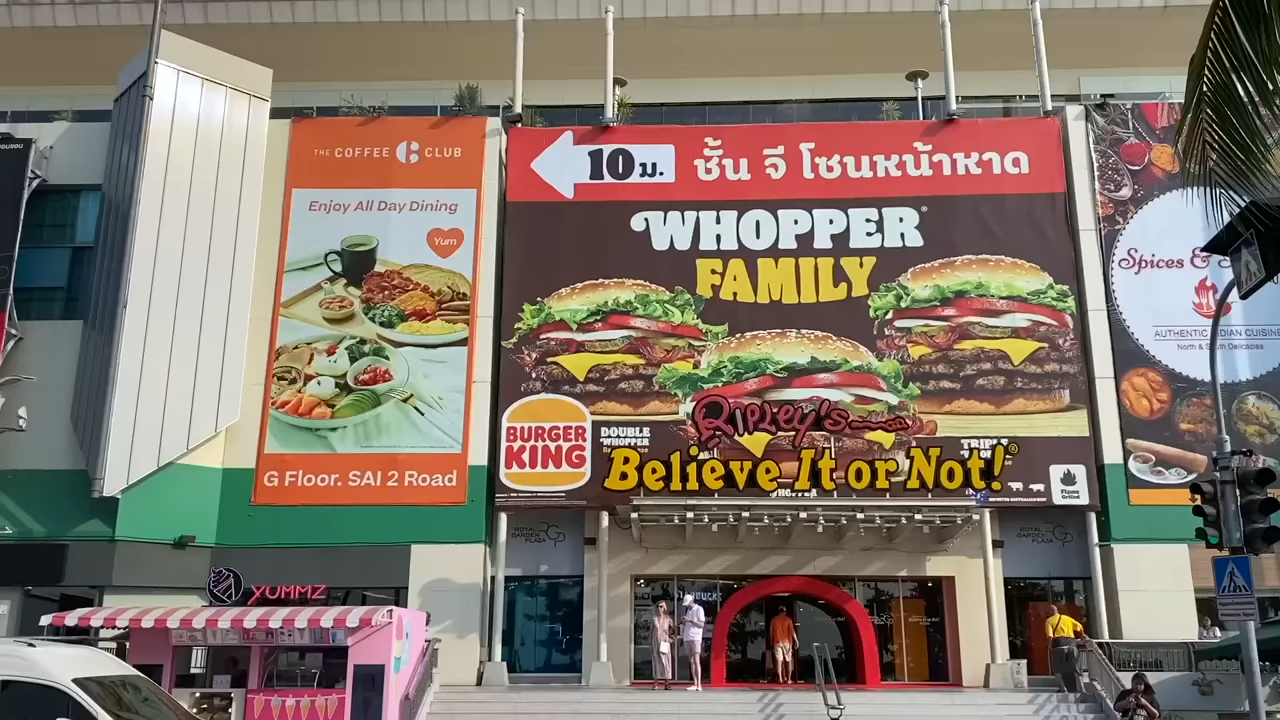 THE COFFEE CLUB
Enjoy All Day Dining
Yum
G Floor. SAI 2 Road
10 ม.
ชั้น จี โซนหน้าหาด
WHOPPER®
FAMILY
BURGER
KING
DOUBLE
WHOPPER
TRIPLE
RIPLEY'S
Believe It or Not!®
WHOPPER
Flame
Grilled
Spices &
AUTHENTIC INDIAN CUISINE
North & South Delicacies
ROYAL
GARDEN
PLAZA
ROYAL
GARDEN
PLAZA
YUMMZ